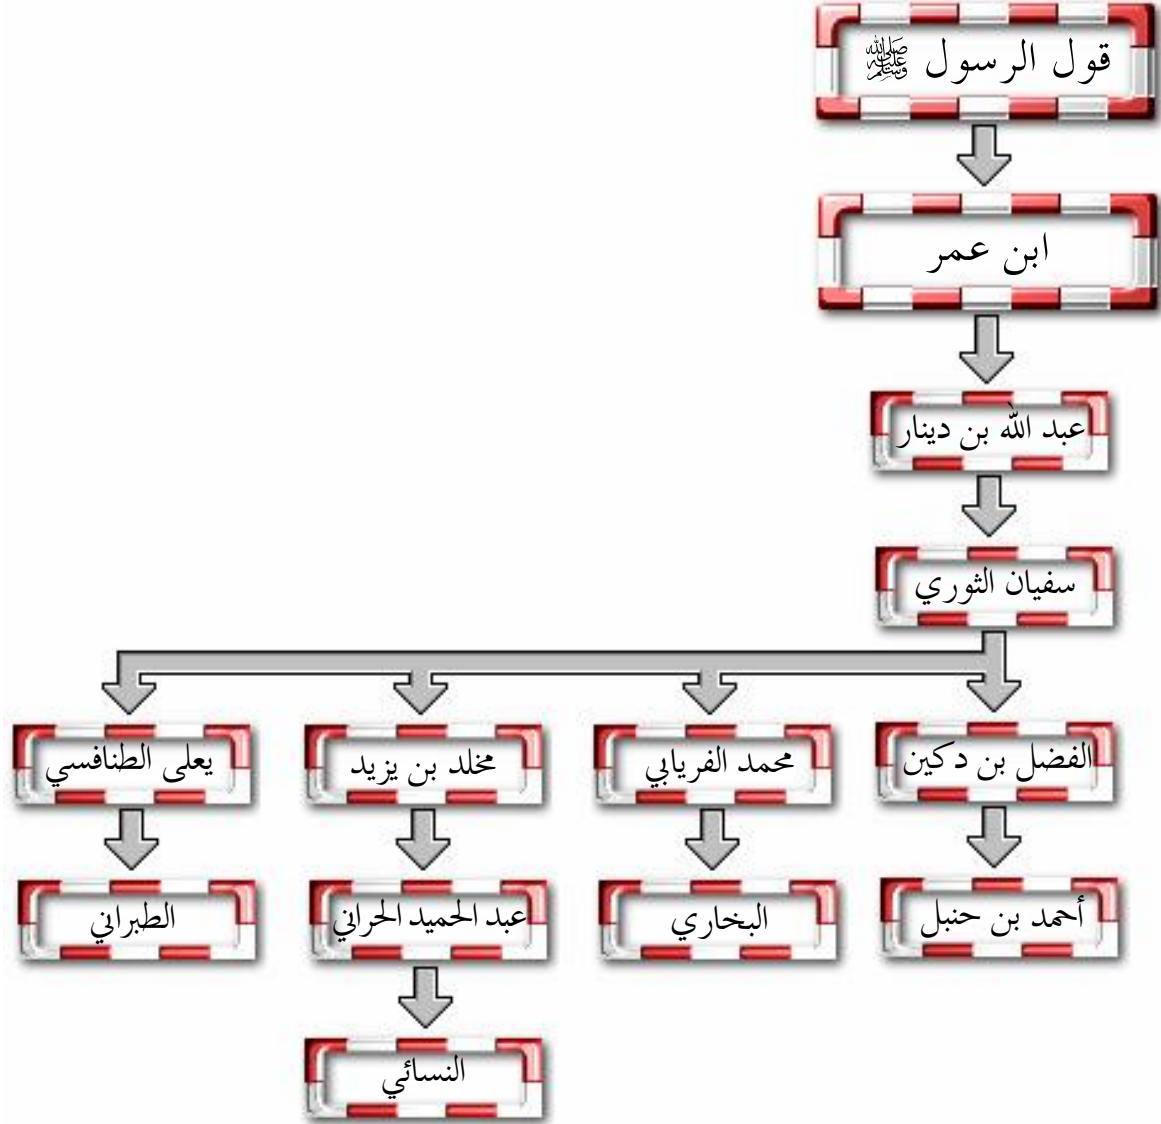 قول الرسول ﷺ
ابن عمر
عبد الله بن دينار
سفيان الثوري
الفضل بن دكين
محمد الفريابي
مخلد بن يزيد
يعلى الطنافسي
أحمد بن حنبل
البخاري
عبد الحميد الحراني
الطبراني
النسائي